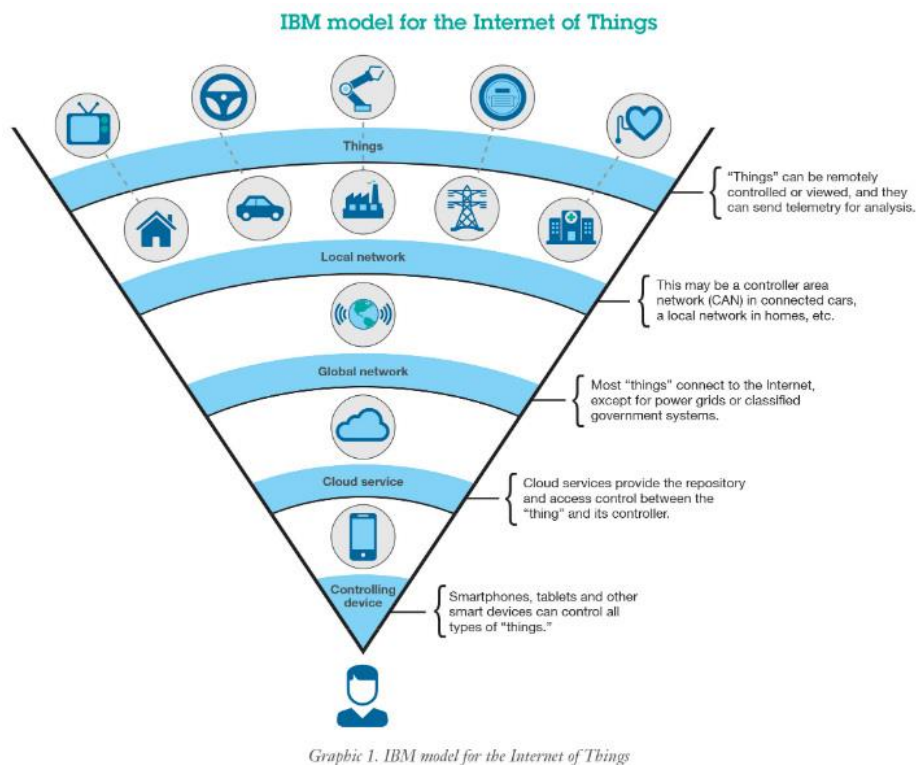 IBM model for the Internet of Things
Things
“Things” can be remotely
controlled or viewed, and they
can send telemetry for analysis.
Local network
This may be a controller area
network (CAN) in connected cars,
a local network in homes, etc.
Global network
Most “things” connect to the Internet,
except for power grids or classified
government systems.
Cloud service
Cloud services provide the repository
and access control between the
“thing” and its controller.
Controlling
device
Smartphones, tablets and other
smart devices can control all
types of “things.”
Graphic 1. IBM model for the Internet of Things